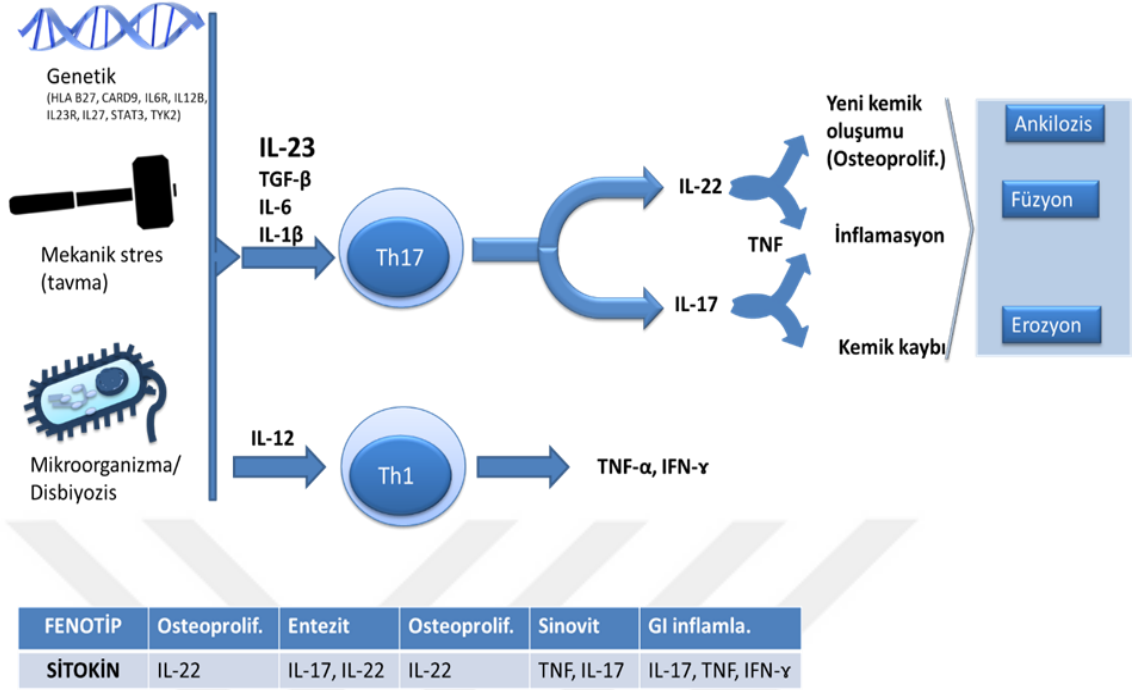 Genetik
(HLA B27, CARD9, IL6R, IL12B,
IL23R, IL27, STAT3, TYK2)
Mekanik stres
(tavma)
Mikroorganizma/
Disbiyozis
IL-23
TGF-β
IL-6
IL-1β
Th17
IL-12
Th1
TNF-α, IFN-ɤ
IL-22
IL-17
TNF
Yeni kemik
oluşumu
(Osteoprolif.)
İnflamasyon
Kemik kaybı
Ankilozis
Füzyon
Erozyon
FENOTİP Osteoprolif. Entezit Osteoprolif. Sinovit GI inflamla.
SİTOKİN IL-22 IL-17, IL-22 IL-22 TNF, IL-17 IL-17, TNF, IFN-ɤ